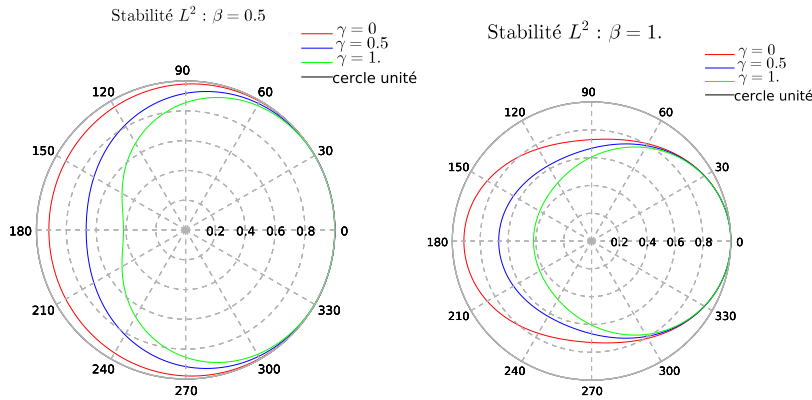 Stabilité L² : β = 0.5
γ = 0
γ = 0.5
γ = 1.
cercle unité
90
120
60
150
30
180
0.2 0.4 0.6 0.8
0
210
330
240
300
270
Stabilité L² : β = 1.
γ = 0
γ = 0.5
γ = 1.
cercle unité
90
120
60
150
30
180
0.2 0.4 0.6 0.8
0
210
330
240
300
270